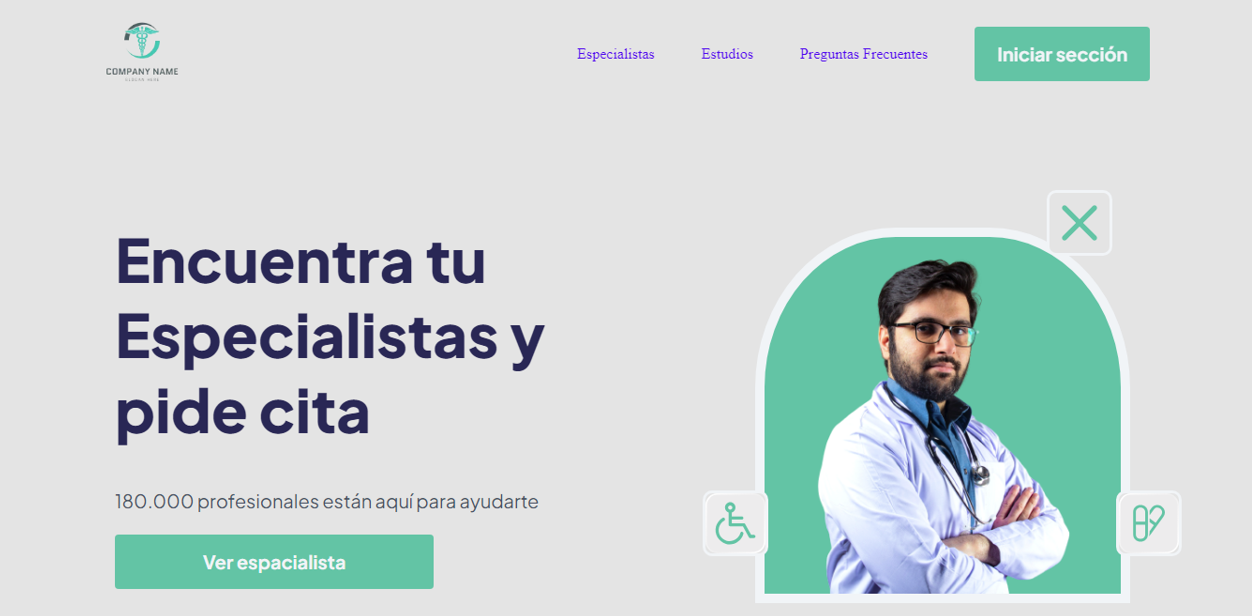 Especialistas
Estudios
Preguntas Frecuentes
Iniciar sección
COMPANY NAME
Encuentra tu
Especialistas y
pide cita
180.000 profesionales están aquí para ayudarte
Ver espacialista